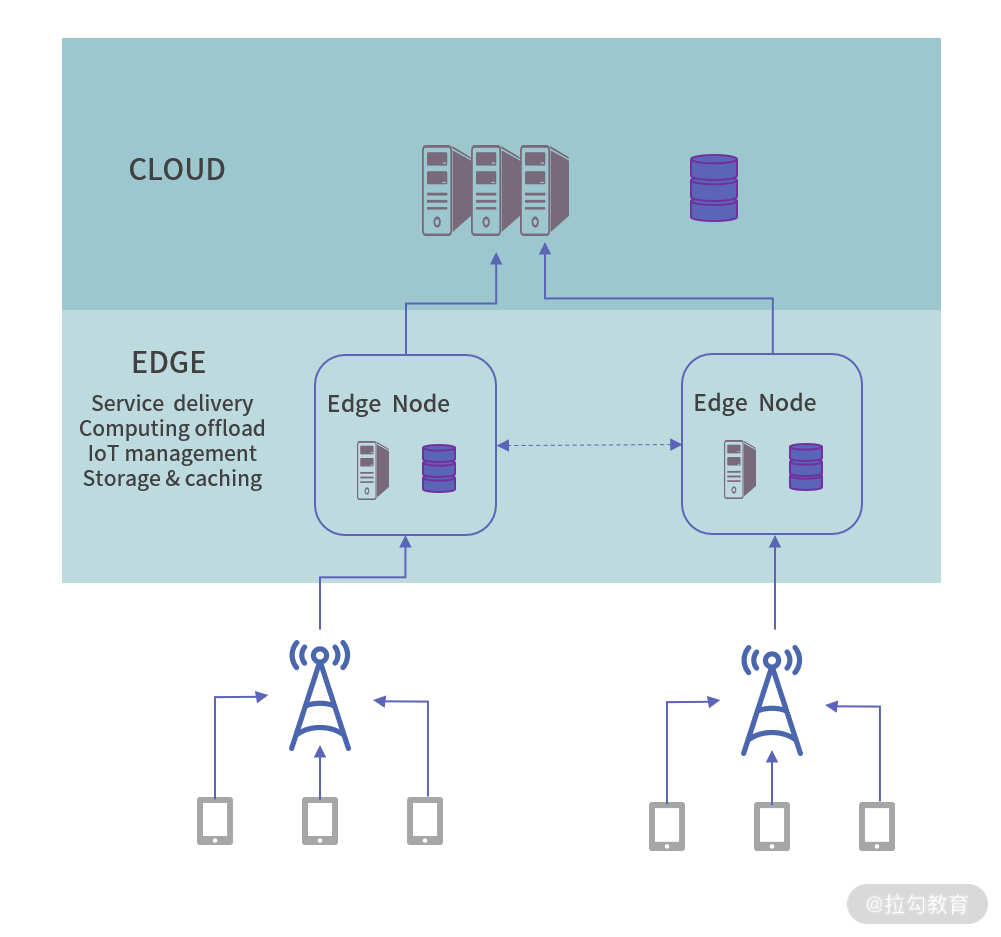 CLOUD
EDGE
Service delivery
Computing offload
IoT management
Storage & caching
Edge Node
Edge Node
@拉勾教育